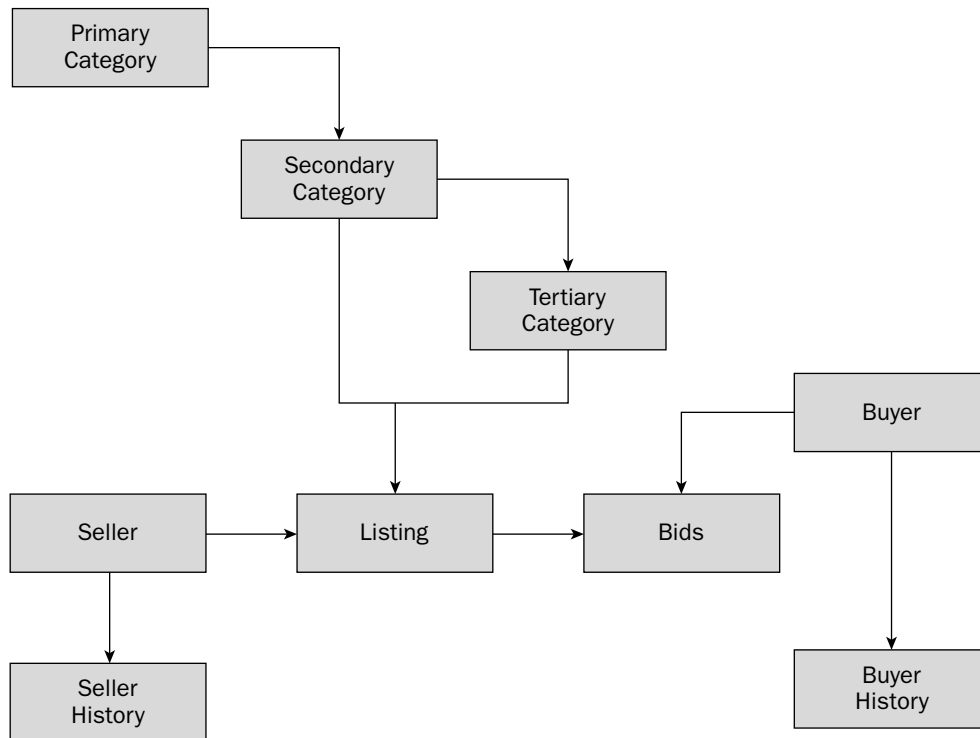 Primary
Category
Secondary
Category
Tertiary
Category
Buyer
Seller
Listing
Bids
Seller
History
Buyer
History